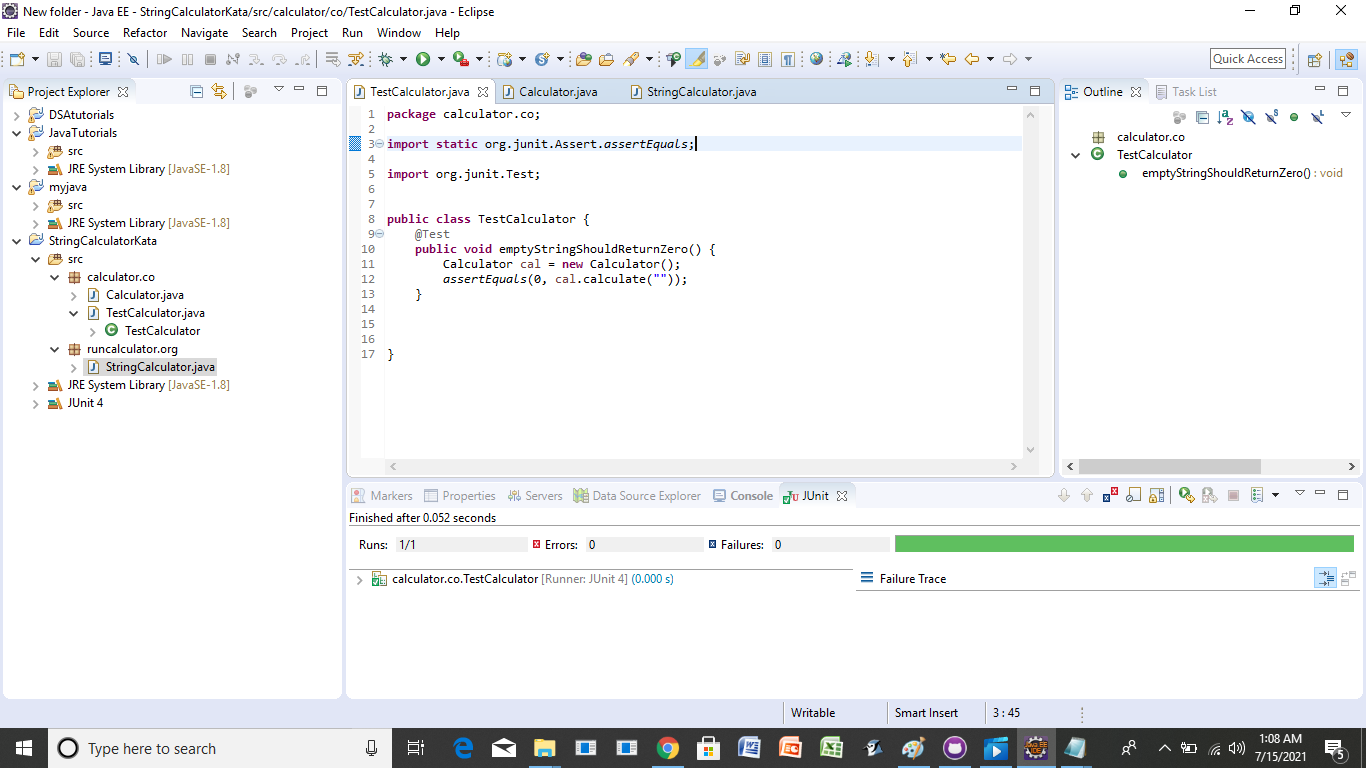 New folder - Java EE - StringCalculatorKata/src/calculator/co/TestCalculator.java - Eclipse
File Edit Source Refactor Navigate Search Project Run Window Help
Quick Access
Project Explorer
DSAtutorials
JavaTutorials
src
JRE System Library [JavaSE-1.8]
myjava
src
JRE System Library [JavaSE-1.8]
StringCalculatorKata
src
calculator.co
Calculator.java
TestCalculator.java
TestCalculator
runcalculator.org
StringCalculator.java
JRE System Library [JavaSE-1.8]
JUnit 4
TestCalculator.java Calculator.java StringCalculator.java
1 package calculator.co;
2
3 import static org.junit.Assert.assertEquals;
4
5 import org.junit.Test;
6
7
8 public class TestCalculator {
9 @Test
10 public void emptyStringShouldReturnZero() {
11 Calculator cal = new Calculator();
12 assertEquals(0, cal.calculate(""));
13 }
14
15
16
17 }
Outline Task List
calculator.co
TestCalculator
emptyStringShouldReturnZero() : void
Markers Properties Servers Data Source Explorer Console JUnit
Finished after 0.052 seconds
Runs: 1/1 Errors: 0 Failures: 0
calculator.co.TestCalculator [Runner: JUnit 4] (0.000 s)
Failure Trace
Writable Smart Insert 3 : 45
Type here to search
1:08 AM
7/15/2021
5